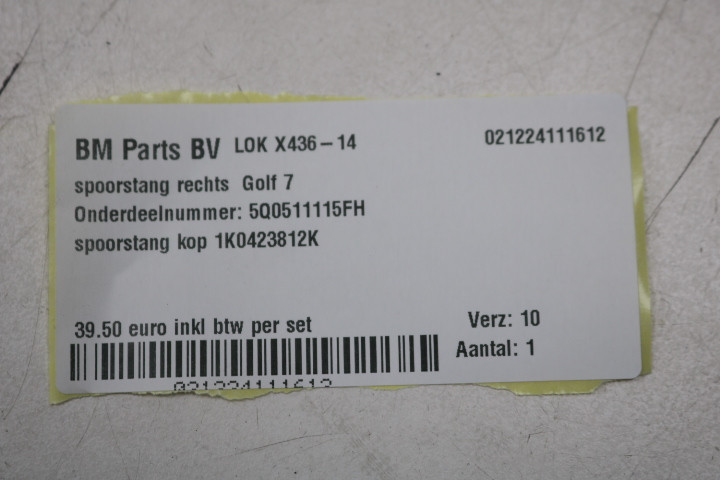 BM Parts BV LOK X436-14 021224111612
spoorstang rechts Golf 7
Onderdeelnummer: 5Q0511115FH
spoorstang kop 1K0423812K
39.50 euro inkl btw per set Verz: 10
Aantal: 1
021224111612